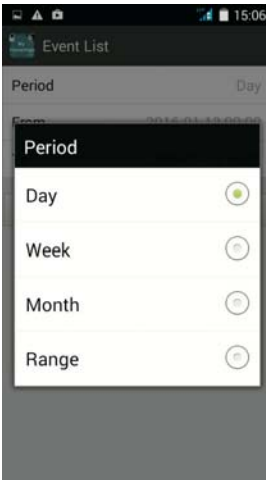 15:06
Event List
Period Day
From 2016-01-13 00:00
Period
Day
Week
Month
Range